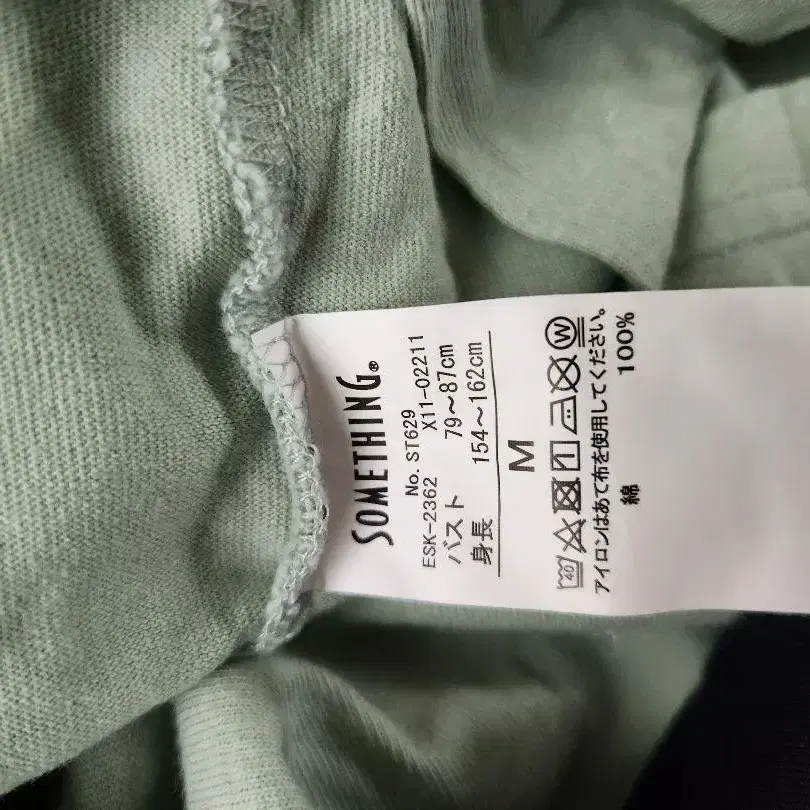 SOMETHING®
No. ST629
ESK-2362 X11-02211
バスト 79～87cm
身長 154～162cm
M
40 W
アイロンはあて布を使用してください。
綿 100%